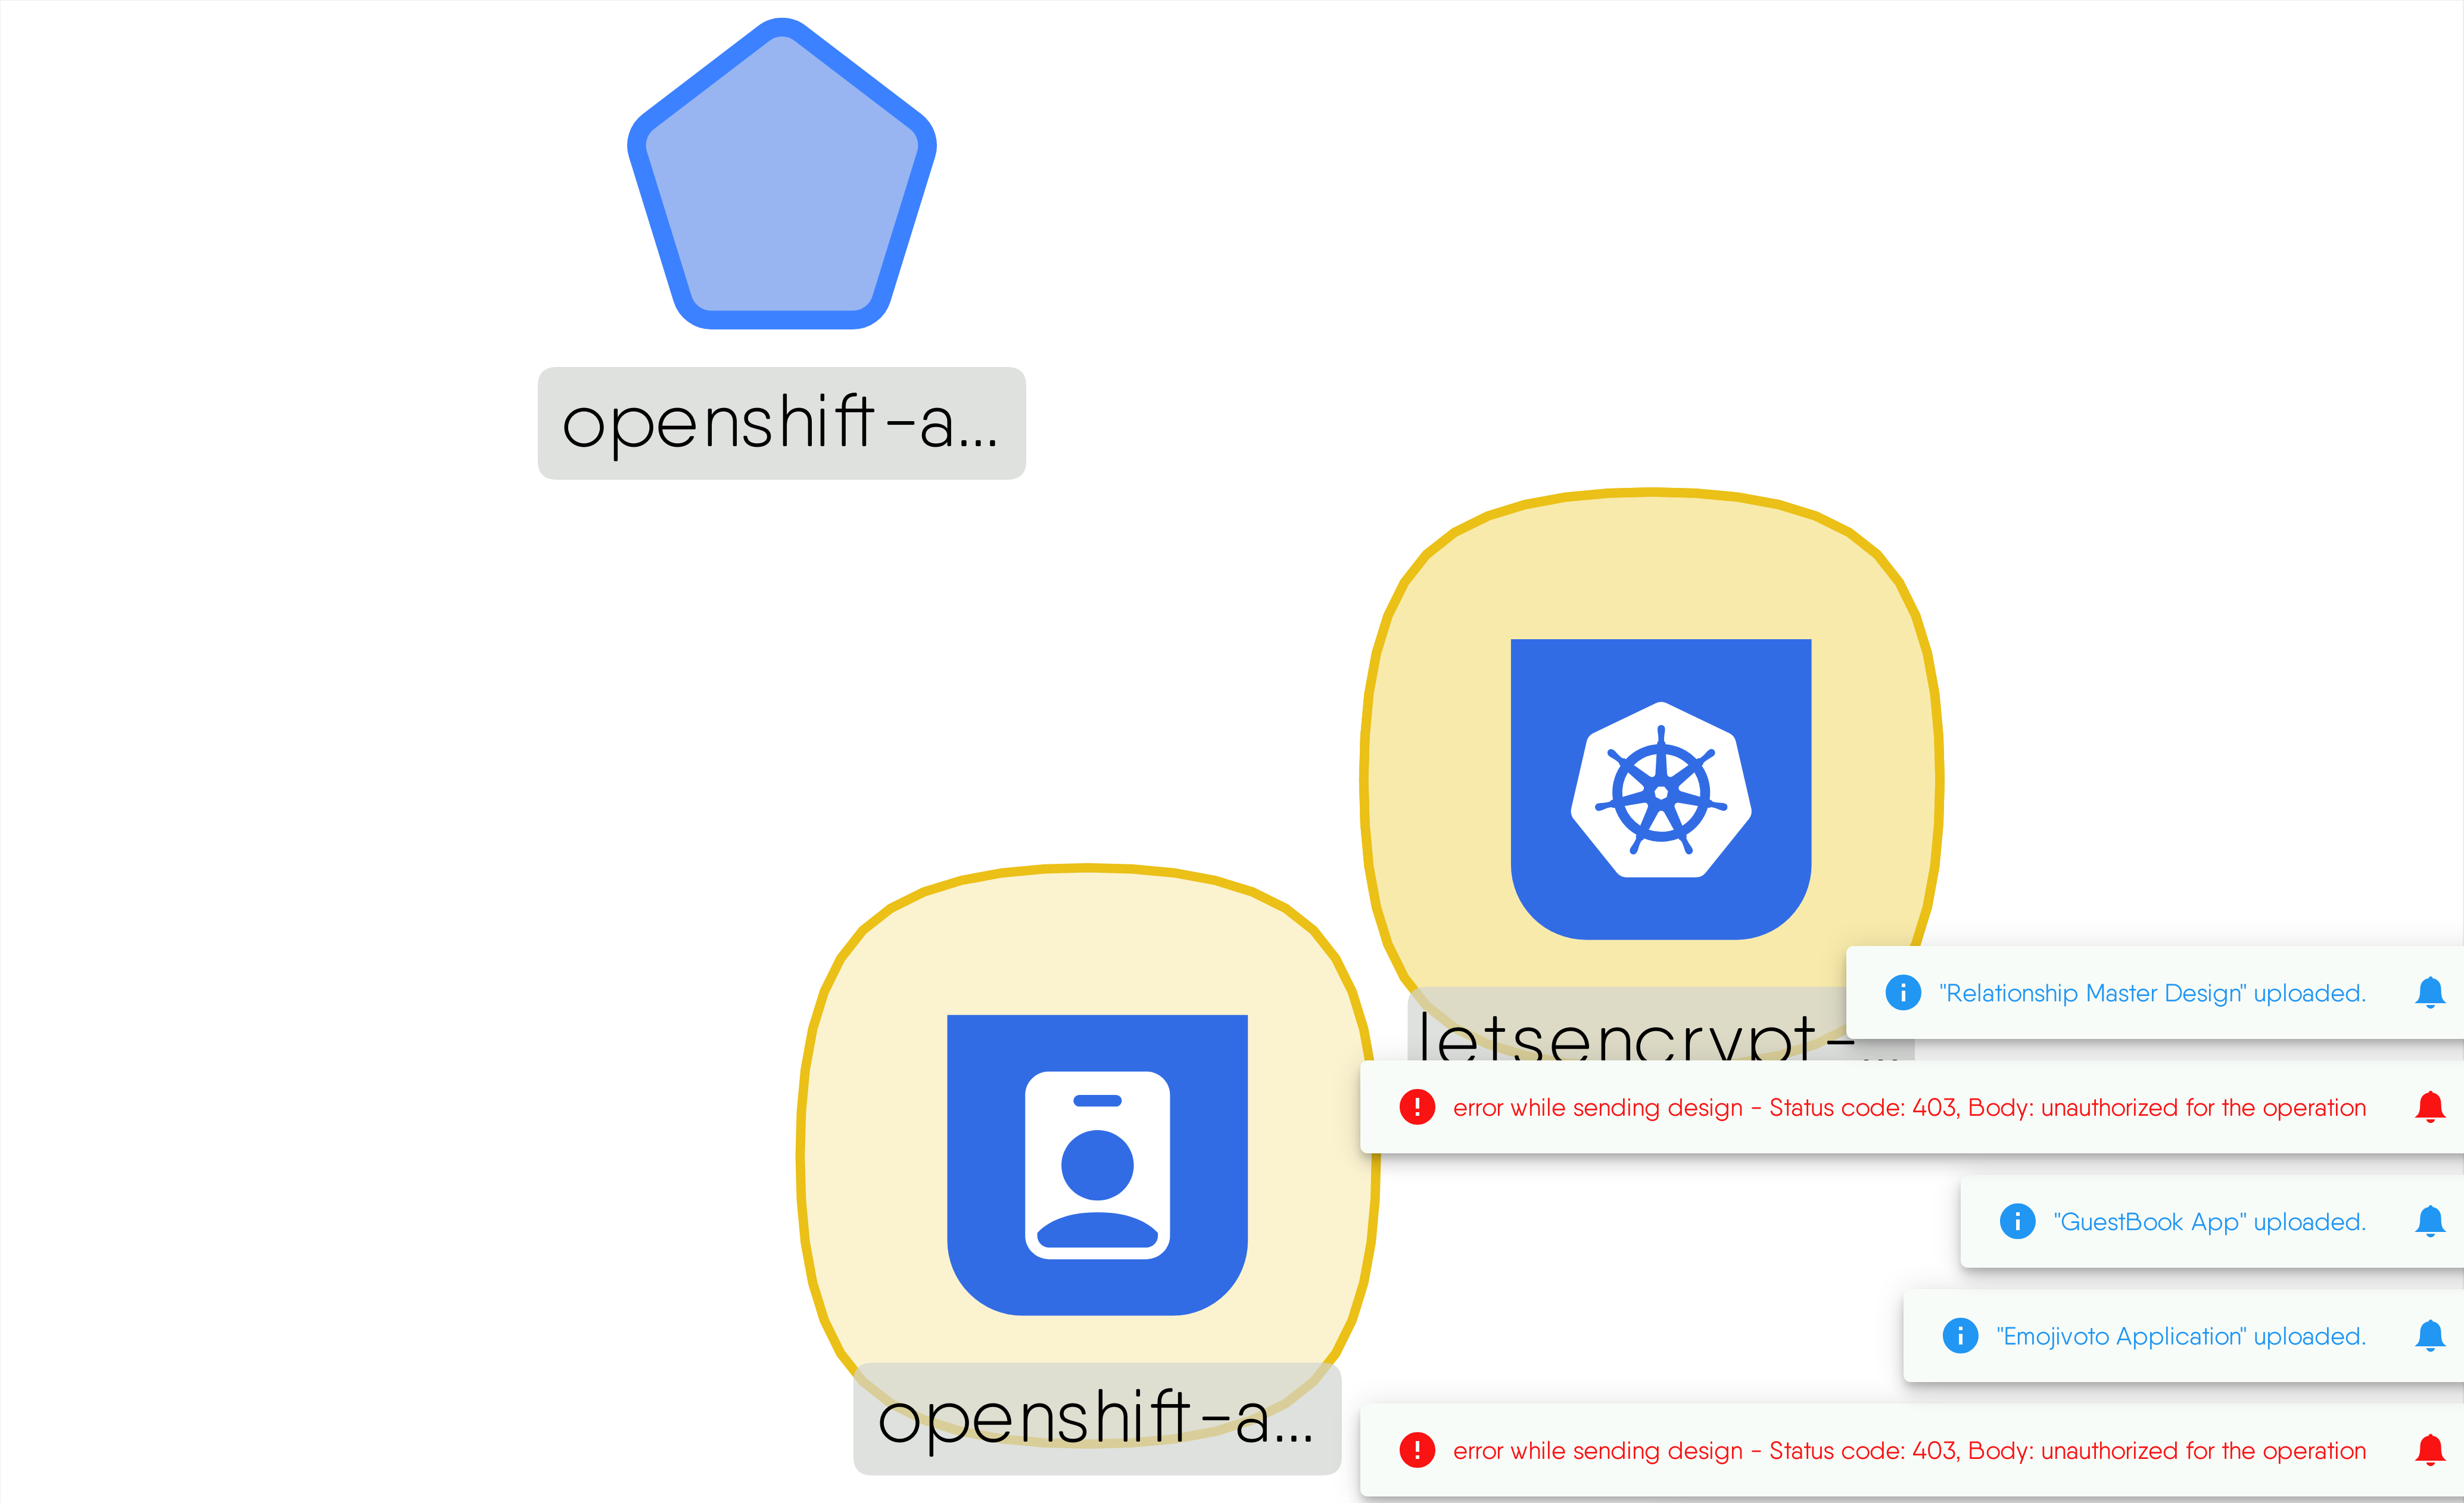 openshift-a...
letsencrypt-...
"Relationship Master Design" uploaded.
error while sending design - Status code: 403, Body: unauthorized for the operation
"GuestBook App" uploaded.
"Emojivoto Application" uploaded.
openshift-a...
error while sending design - Status code: 403, Body: unauthorized for the operation